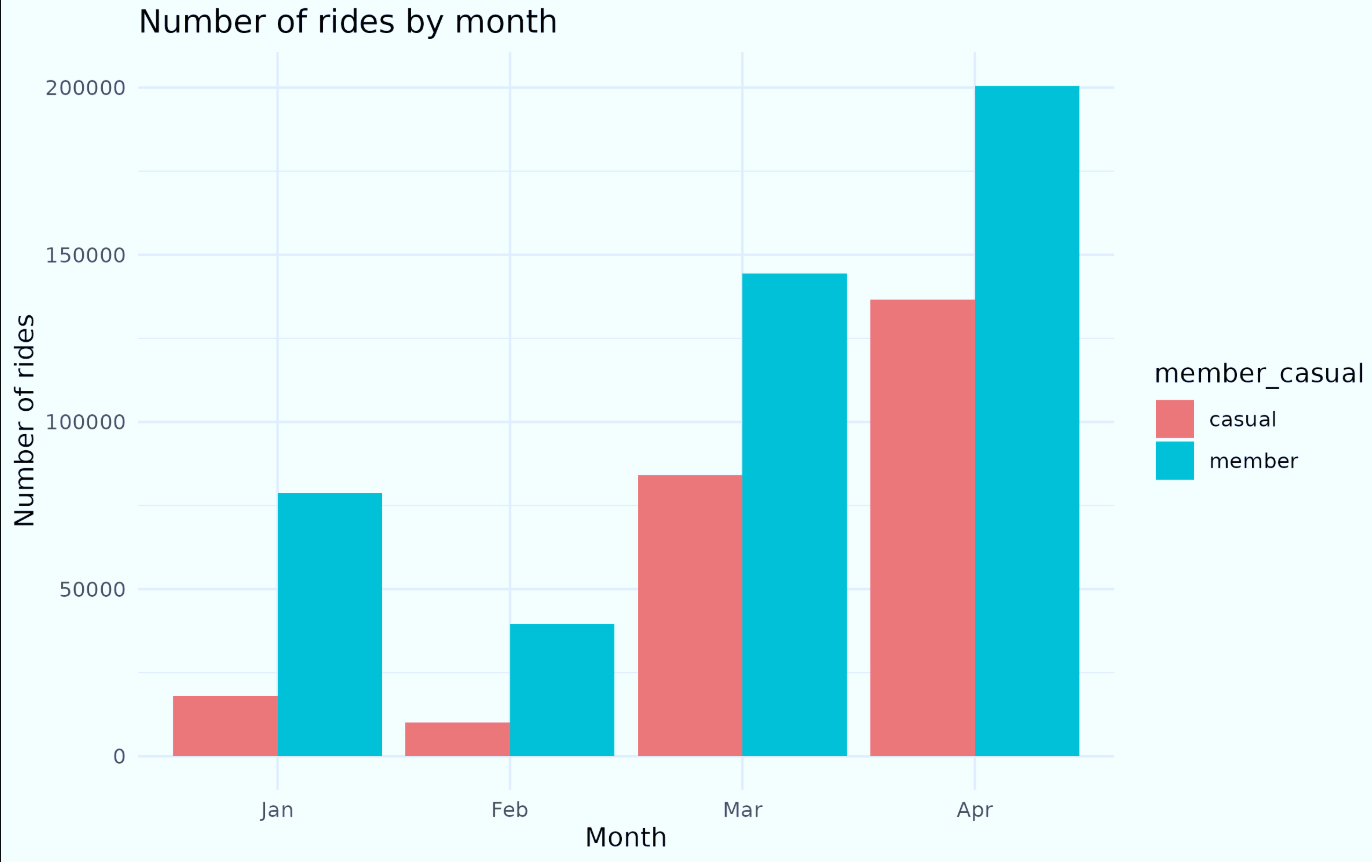 Number of rides by month
Number of rides
200000
150000
100000
50000
0
Jan
Feb
Mar
Apr
Month
member_casual
casual
member